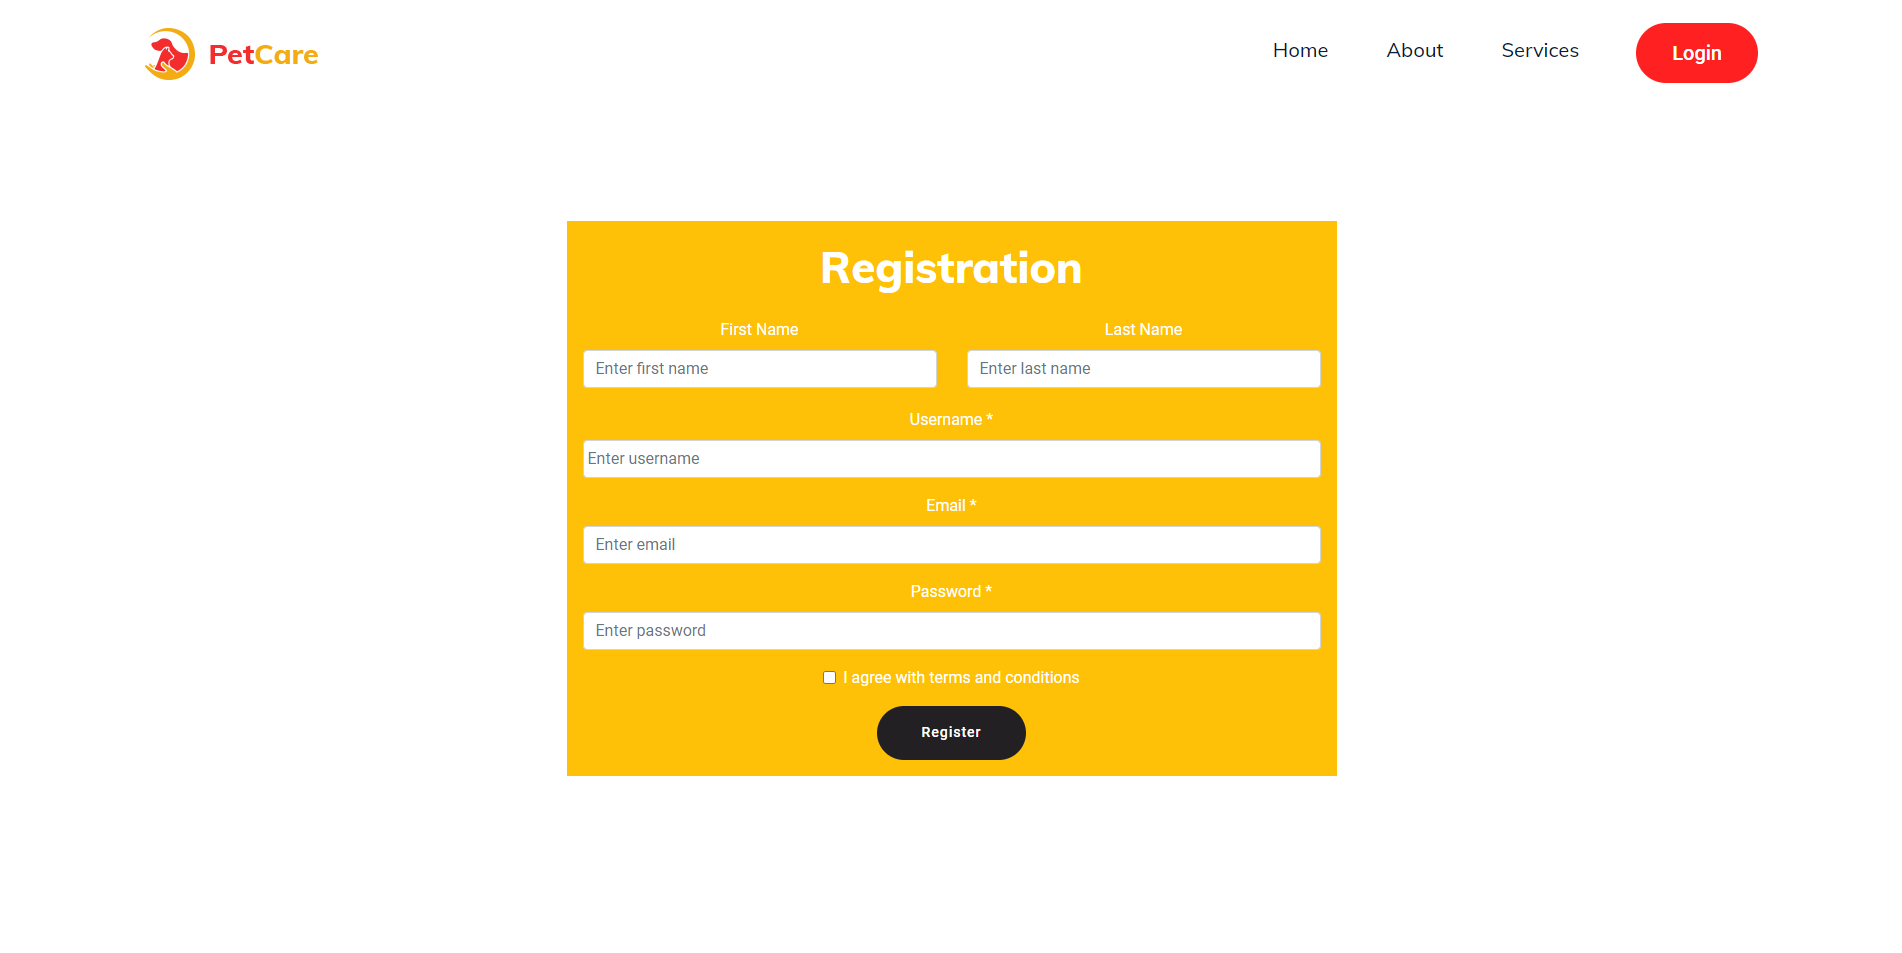 PetCare
Home About Services Login
Registration
First Name Last Name
Enter first name Enter last name
Username *
Enter username
Email *
Enter email
Password *
Enter password
I agree with terms and conditions
Register